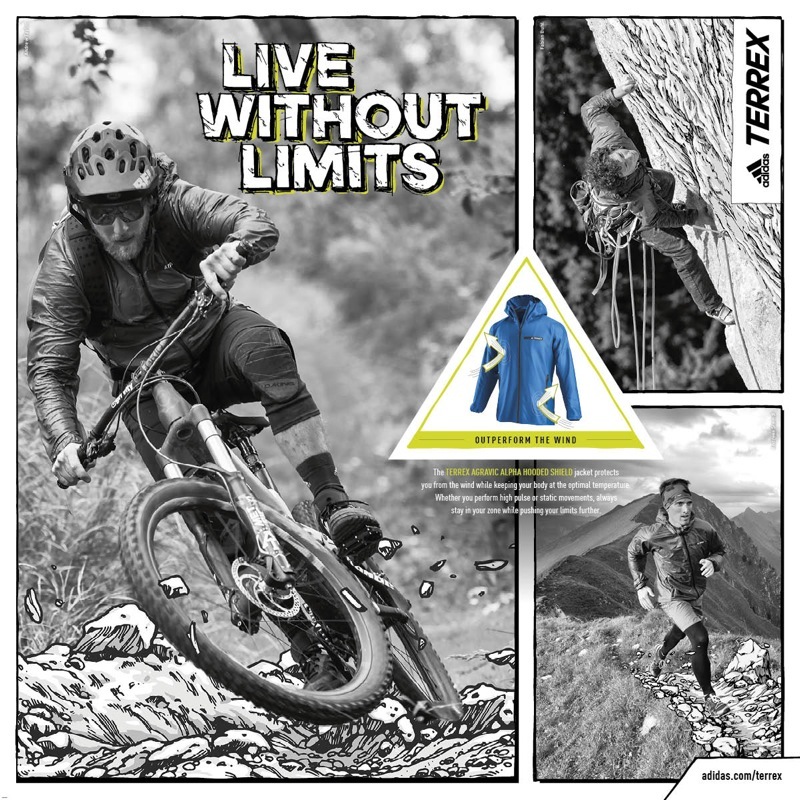 LIVE
WITHOUT
LIMITS
adidas TERREX
OUTPERFORM THE WIND
The TERREX AGRAVIC ALPHA HOODED SHIELD jacket protects
you from the wind while keeping your body at the optimal temperature.
Whether you perform high pulse or static movements, always
stay in your zone while pushing your limits further.
adidas.com/terrex